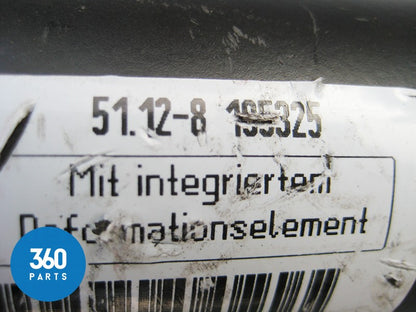 51.12-8 195325
Mit integriertem
Deformationselement
360
PARTS